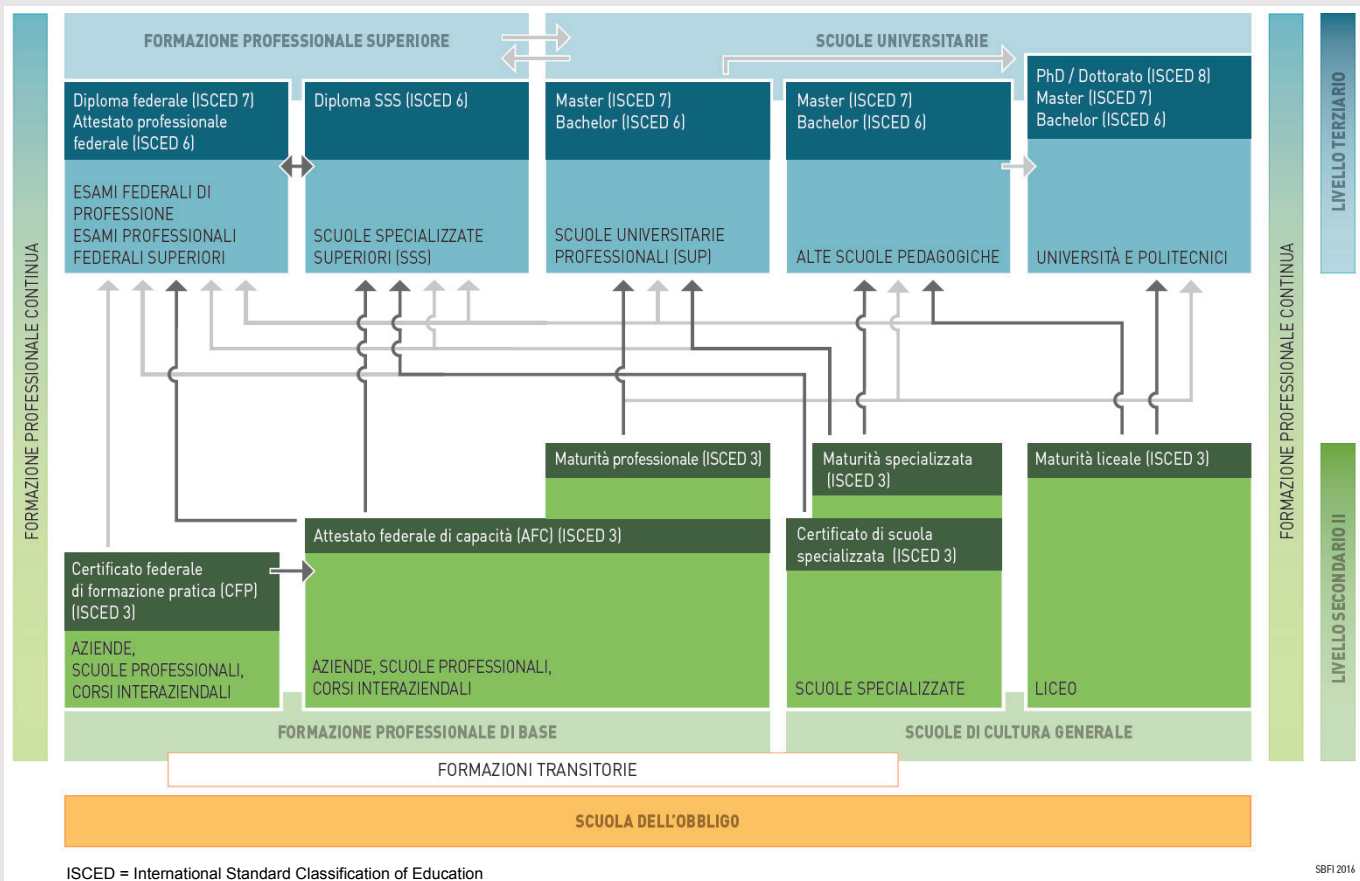 FORMAZIONE PROFESSIONALE CONTINUA
FORMAZIONE PROFESSIONALE SUPERIORE
SCUOLE UNIVERSITARIE
Diploma federale (ISCED 7)
Attestato professionale
federale (ISCED 6)
ESAMI FEDERALI DI
PROFESSIONE
ESAMI PROFESSIONALI
FEDERALI SUPERIORI
Diploma SSS (ISCED 6)
SCUOLE SPECIALIZZATE
SUPERIORI (SSS)
Master (ISCED 7)
Bachelor (ISCED 6)
SCUOLE UNIVERSITARIE
PROFESSIONALI (SUP)
Master (ISCED 7)
Bachelor (ISCED 6)
ALTE SCUOLE PEDAGOGICHE
PhD / Dottorato (ISCED 8)
Master (ISCED 7)
Bachelor (ISCED 6)
UNIVERSITÀ E POLITECNICI
FORMAZIONE PROFESSIONALE CONTINUA
LIVELLO TERZIARIO
LIVELLO SECONDARIO II
Maturità professionale (ISCED 3)
Maturità specializzata
(ISCED 3)
Maturità liceale (ISCED 3)
Attestato federale di capacità (AFC) (ISCED 3)
Certificato di scuola
specializzata (ISCED 3)
Certificato federale
di formazione pratica (CFP)
(ISCED 3)
AZIENDE,
SCUOLE PROFESSIONALI,
CORSI INTERAZIENDALI
AZIENDE, SCUOLE PROFESSIONALI,
CORSI INTERAZIENDALI
SCUOLE SPECIALIZZATE
LICEO
FORMAZIONE PROFESSIONALE DI BASE
SCUOLE DI CULTURA GENERALE
FORMAZIONI TRANSITORIE
SCUOLA DELL'OBBLIGO
ISCED = International Standard Classification of Education
SBFI 2016